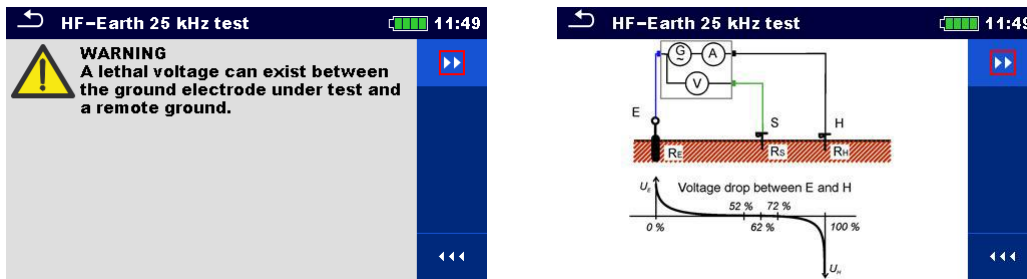 HF-Earth 25 kHz test
11:49
WARNING
A lethal voltage can exist between
the ground electrode under test and
a remote ground.
HF-Earth 25 kHz test
11:49
G
A
V
E
S
H
RE
RS
RH
UE
Voltage drop between E and H
52 % 72 %
0 %
62 %
100 %
UH